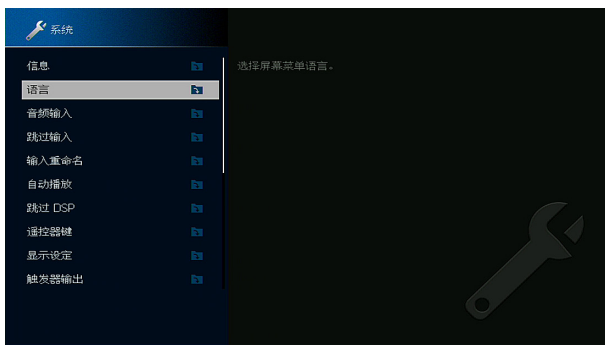 系统
信息
选择屏幕菜单语言。
语言
音频输入
跳过输入
输入重命名
自动播放
跳过 DSP
遥控器键
显示设定
触发器输出